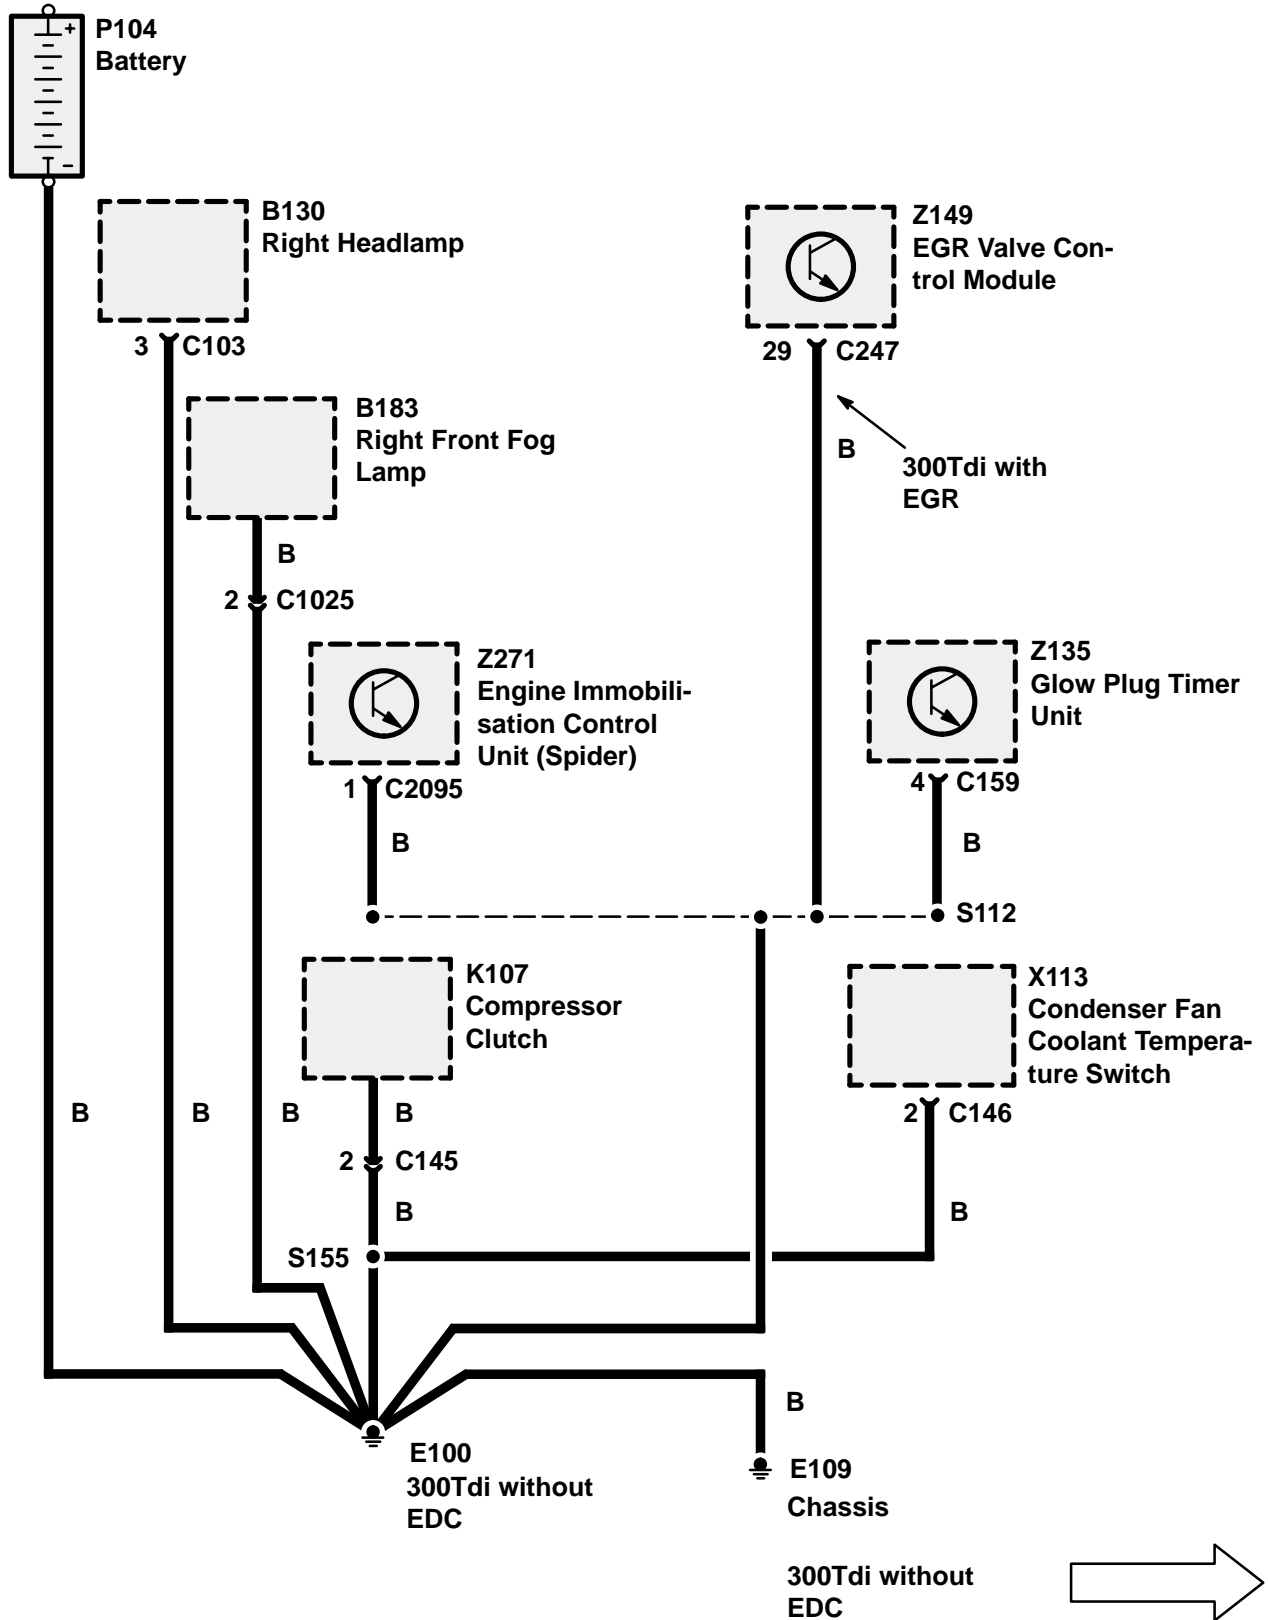 +
P104
Battery
–
B130
Right Headlamp
3 C103
Z149
EGR Valve Con-
trol Module
29 C247
B183
Right Front Fog
Lamp
B
300Tdi with
EGR
B
2 C1025
Z271
Engine Immobili-
sation Control
Unit (Spider)
1 C2095
B
Z135
Glow Plug Timer
Unit
4 C159
B
S112
K107
Compressor
Clutch
X113
Condenser Fan
Coolant Tempera-
ture Switch
B B B B
2 C146
2 C145
B
B
S155
E100
300Tdi without
EDC
B
E109
Chassis
300Tdi without
EDC